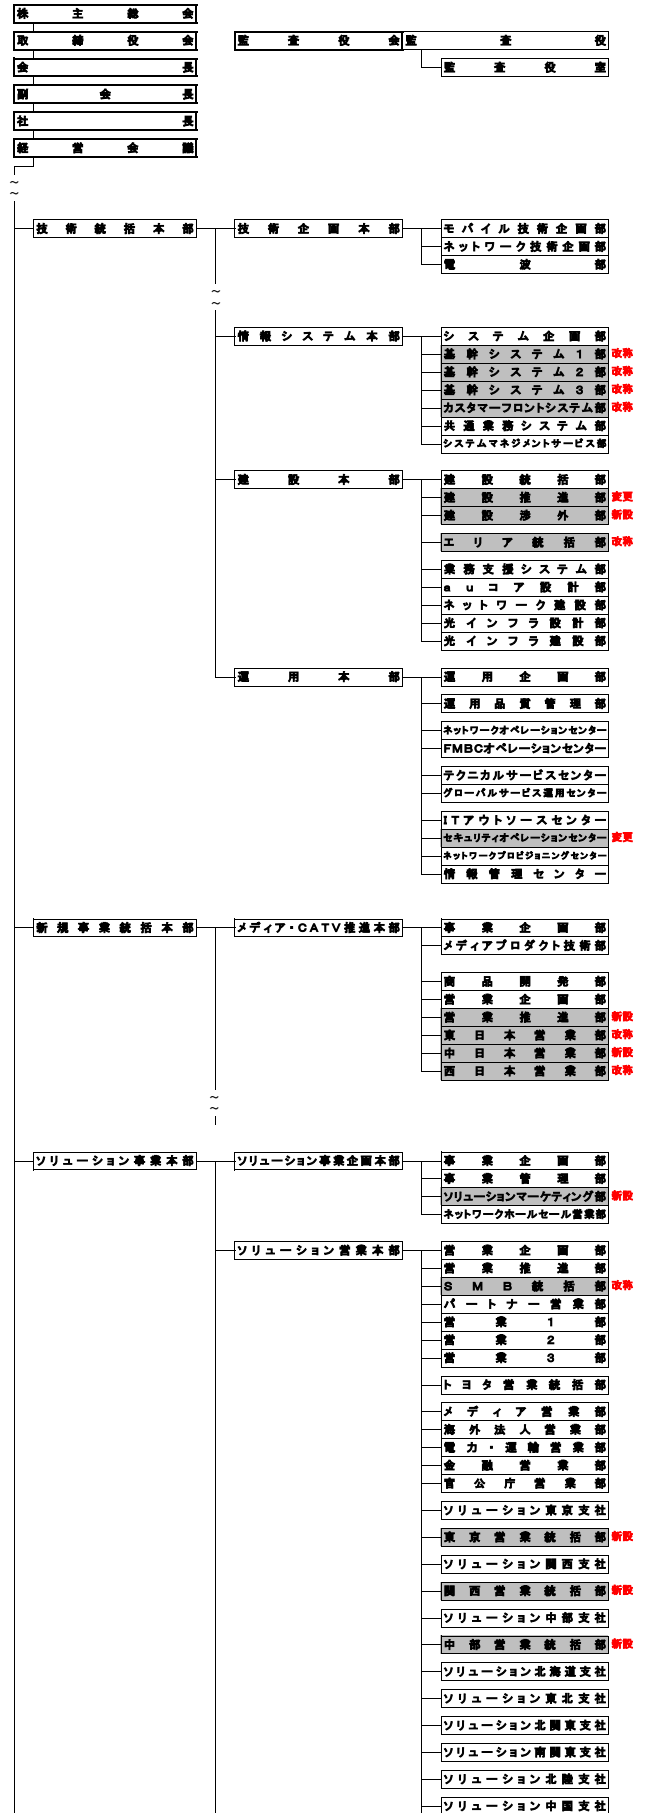 株主総会
取締役会 監査役会 監査役
会長 監査役室
副会長
社長
経営会議
技術統括本部 技術企画本部 モバイル技術企画部
ネットワーク技術企画部
電波部
情報システム本部 システム企画部
基幹システム1部 改称
基幹システム2部 改称
基幹システム3部 改称
カスタマーフロントシステム部 改称
共通業務システム部
システムマネジメントサービス部
建設本部 建設統括部
建設推進部 変更
建設渉外部 新設
エリア統括部 改称
業務支援システム部
auコア設計部
ネットワーク建設部
光インフラ設計部
光インフラ建設部
運用本部 運用企画部
運用品質管理部
ネットワークオペレーションセンター
FMBCオペレーションセンター
テクニカルサービスセンター
グローバルサービス運用センター
ITアウトソースセンター
セキュリティオペレーションセンター 変更
ネットワークプロビジョニングセンター
情報管理センター
新規事業統括本部 メディア・CATV推進本部 事業企画部
メディアプロダクト技術部
商品開発部
営業企画部
営業推進部 新設
東日本営業部 改称
中日本営業部 新設
西日本営業部 改称
ソリューション事業本部 ソリューション事業企画本部 事業企画部
事業管理部
ソリューションマーケティング部 新設
ネットワークホールセール営業部
ソリューション営業本部 営業企画部
営業推進部
SMB統括部 改称
パートナー営業部
営業1部
営業2部
営業3部
トヨタ営業統括部
メディア営業部
海外法人営業部
電力・運輸営業部
金融営業部
官公庁営業部
ソリューション東京支社
東京営業統括部 新設
ソリューション関西支社
関西営業統括部 新設
ソリューション中部支社
中部営業統括部 新設
ソリューション北海道支社
ソリューション東北支社
ソリューション北関東支社
ソリューション南関東支社
ソリューション北陸支社
ソリューション中国支社